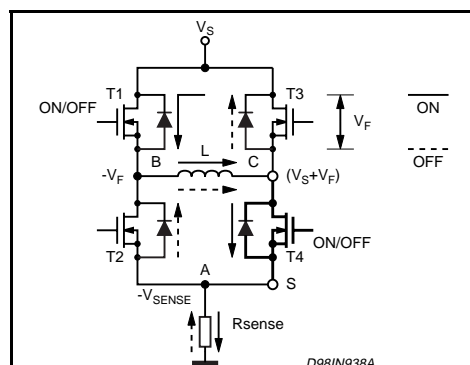 V_S
T1 T3
ON/OFF ON
V_F
B L C OFF
-V_F (V_S+V_F)
ON/OFF
T2 T4
A S
-V_SENSE
Rsense
D98IN938A